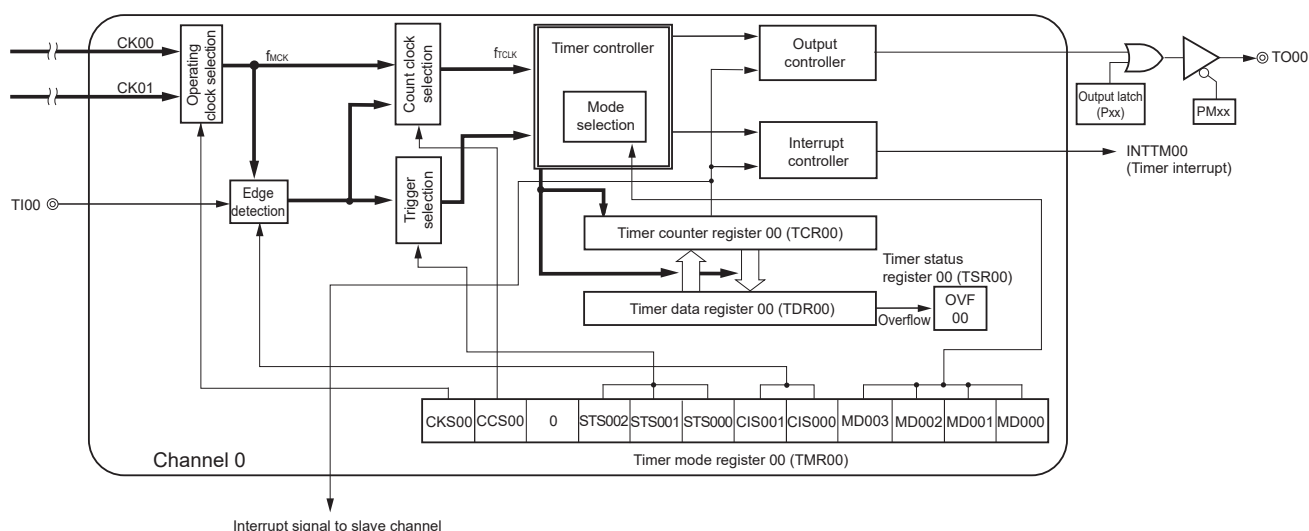 CK00
CK01
Operating
clock selection
fMCK
Count clock
selection
fTCLK
Timer controller
Mode
selection
Output
controller
Output latch
(Pxx)
PMxx
TO00
Interrupt
controller
INTTM00
(Timer interrupt)
TI00
Edge
detection
Trigger
selection
Timer counter register 00 (TCR00)
Timer status
register 00 (TSR00)
Timer data register 00 (TDR00)
Overflow
OVF
00
CKS00 CCS00 0 STS002 STS001 STS000 CIS001 CIS000 MD003 MD002 MD001 MD000
Channel 0
Timer mode register 00 (TMR00)
Interrupt signal to slave channel